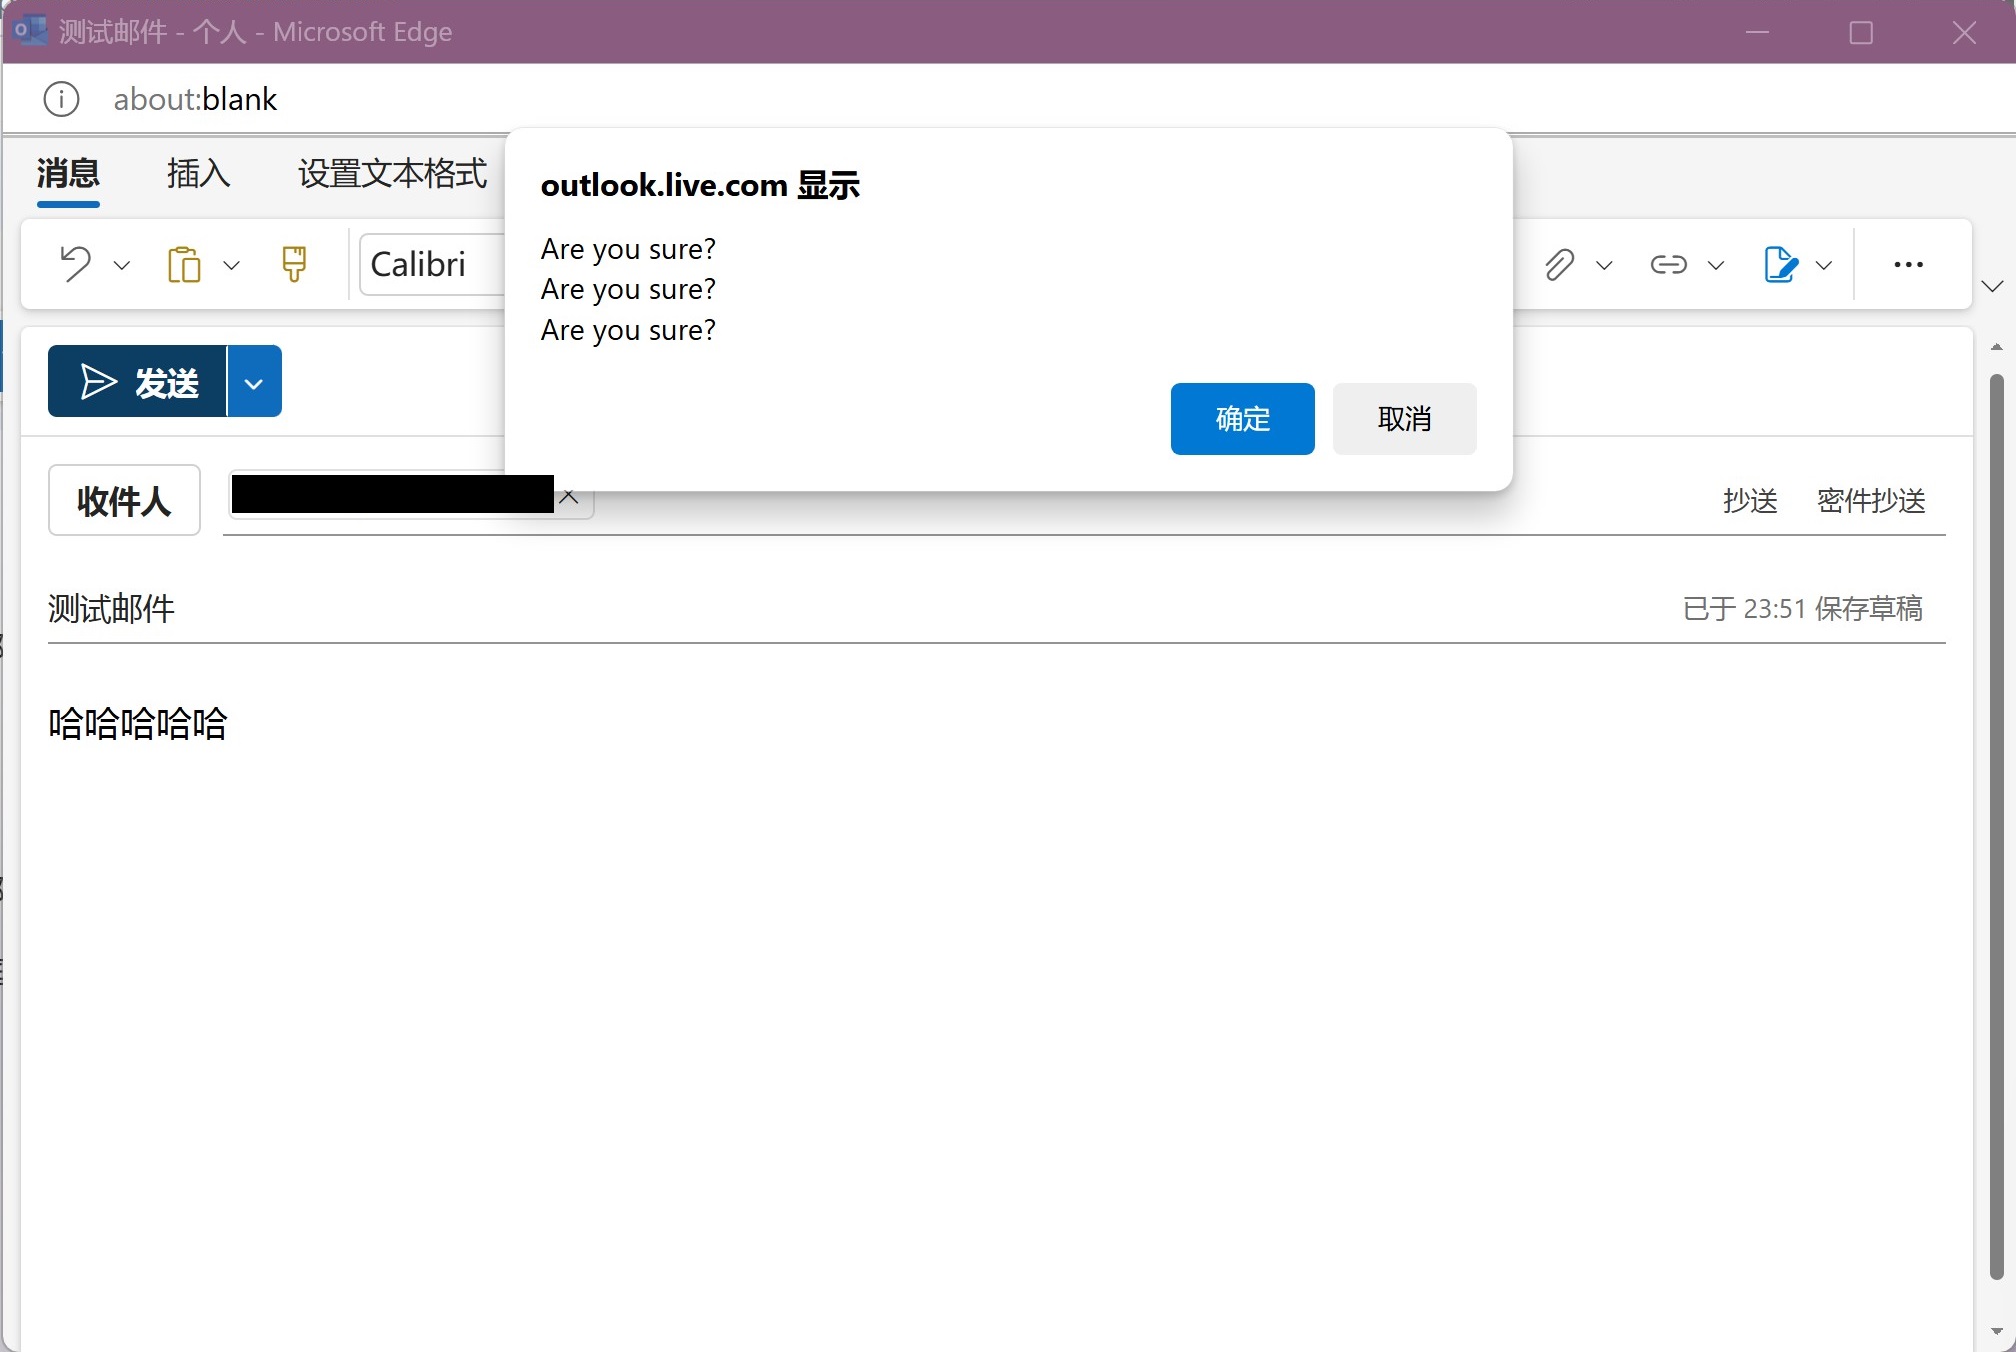 测试邮件 - 个人 - Microsoft Edge
about:blank
消息 插入 设置文本格式
outlook.live.com 显示
Are you sure?
Are you sure?
Are you sure?
确定 取消
Calibri
发送
收件人
抄送 密件抄送
测试邮件
已于 23:51 保存草稿
哈哈哈哈哈